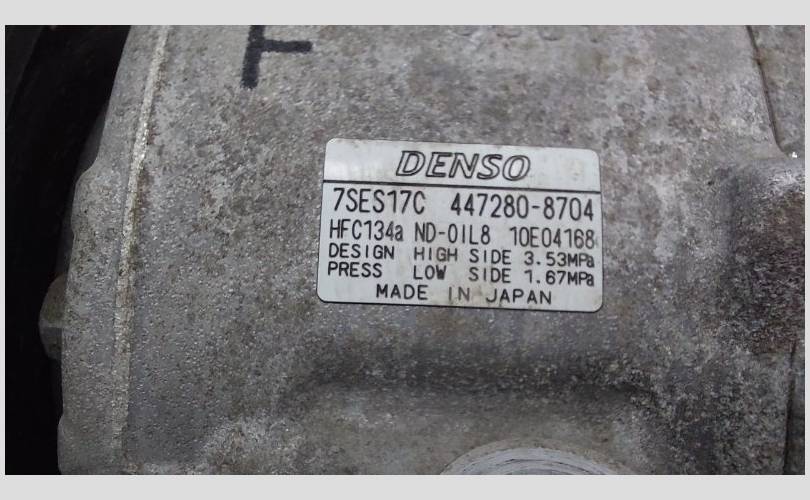 T
DENSO
7SES17C 447280-8704
HFC134a ND-OIL8 10E04168
DESIGN HIGH SIDE 3.53MPa
PRESS LOW SIDE 1.67MPa
MADE IN JAPAN